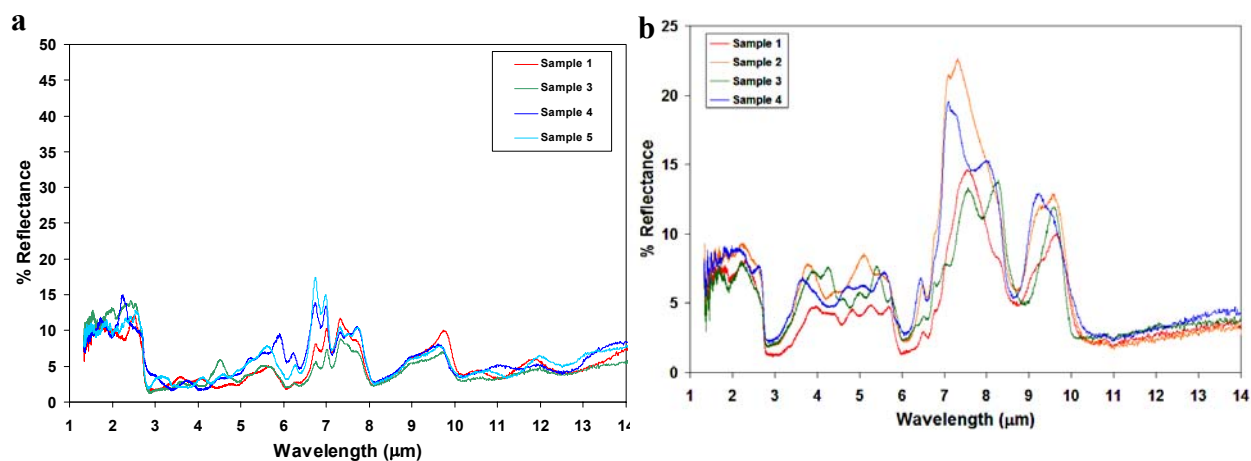 a
50
45
40
35
30
25
20
15
10
5
0
% Reflectance
Sample 1
Sample 3
Sample 4
Sample 5
1 2 3 4 5 6 7 8 9 10 11 12 13 14
Wavelength (µm)
b
25
20
15
10
5
0
% Reflectance
Sample 1
Sample 2
Sample 3
Sample 4
1 2 3 4 5 6 7 8 9 10 11 12 13 14
Wavelength (µm)